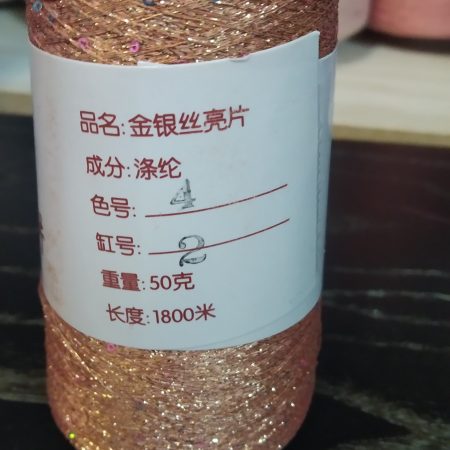 品名:金银丝亮片
成分:涤纶
色号: 4
缸号: 2
重量:50克
长度:1800米